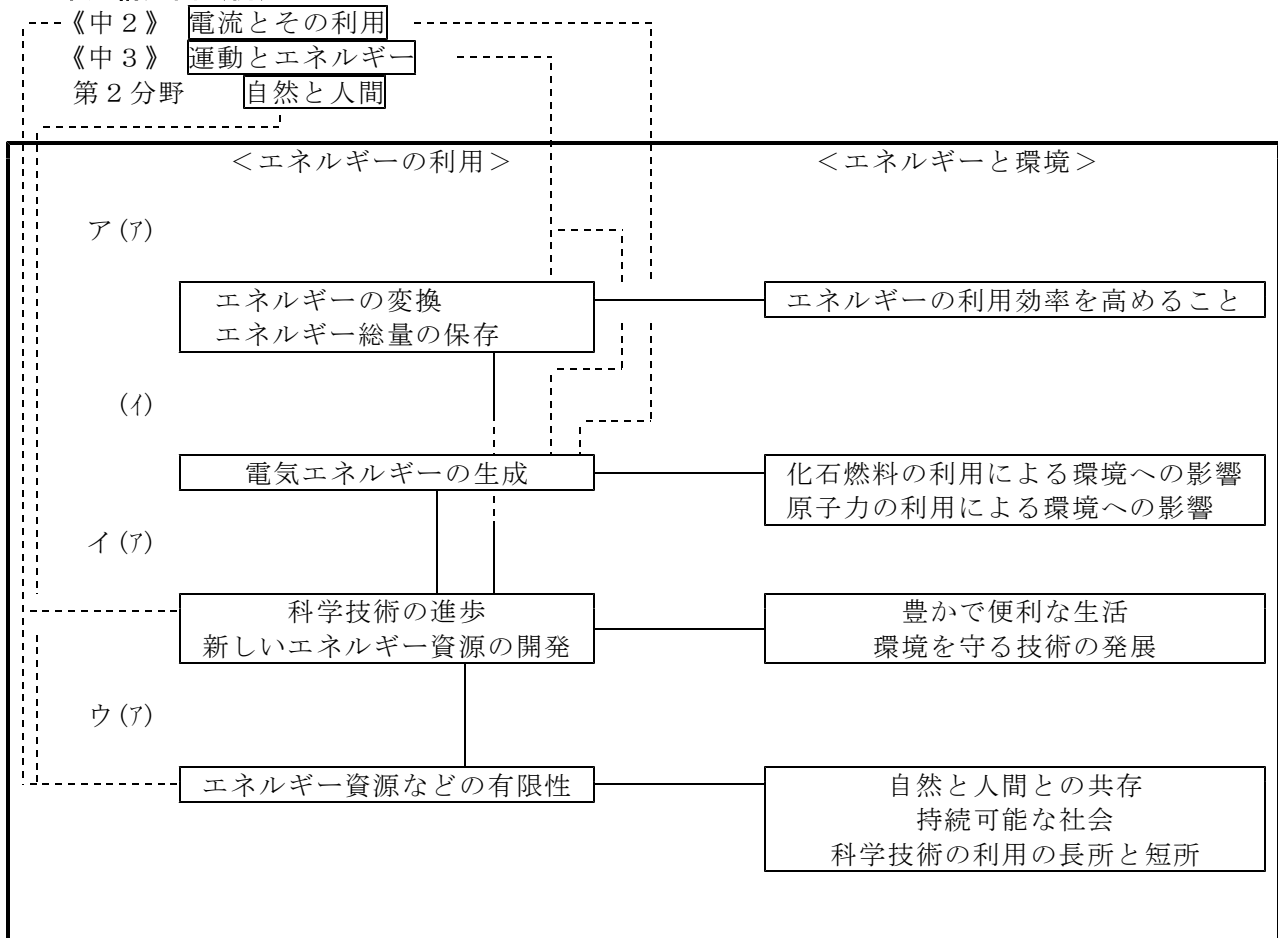 《中２》 電流とその利用
《中３》 運動とエネルギー
第２分野 自然と人間
＜エネルギーの利用＞ ＜エネルギーと環境＞
ア(ｱ)
エネルギーの変換
エネルギー総量の保存
エネルギーの利用効率を高めること
(ｲ)
電気エネルギーの生成
化石燃料の利用による環境への影響
原子力の利用による環境への影響
イ(ｱ)
科学技術の進歩
新しいエネルギー資源の開発
豊かで便利な生活
環境を守る技術の発展
ウ(ｱ)
エネルギー資源などの有限性
自然と人間との共存
持続可能な社会
科学技術の利用の長所と短所